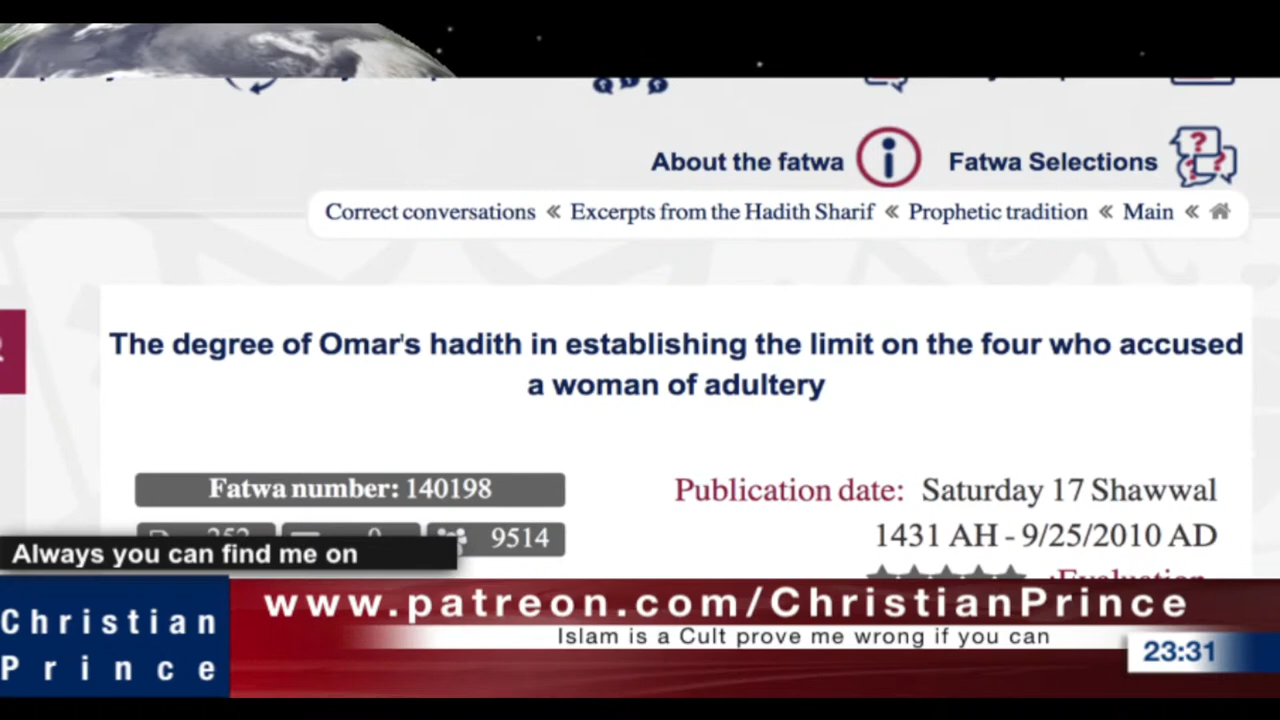 About the fatwa
Fatwa Selections
Correct conversations « Excerpts from the Hadith Sharif « Prophetic tradition « Main «
The degree of Omar's hadith in establishing the limit on the four who accused
a woman of adultery
Fatwa number: 140198
Publication date: Saturday 17 Shawwal
1431 AH - 9/25/2010 AD
9514
Always you can find me on
www.patreon.com/ChristianPrince
Christian
Prince
Islam is a Cult prove me wrong if you can
23:31